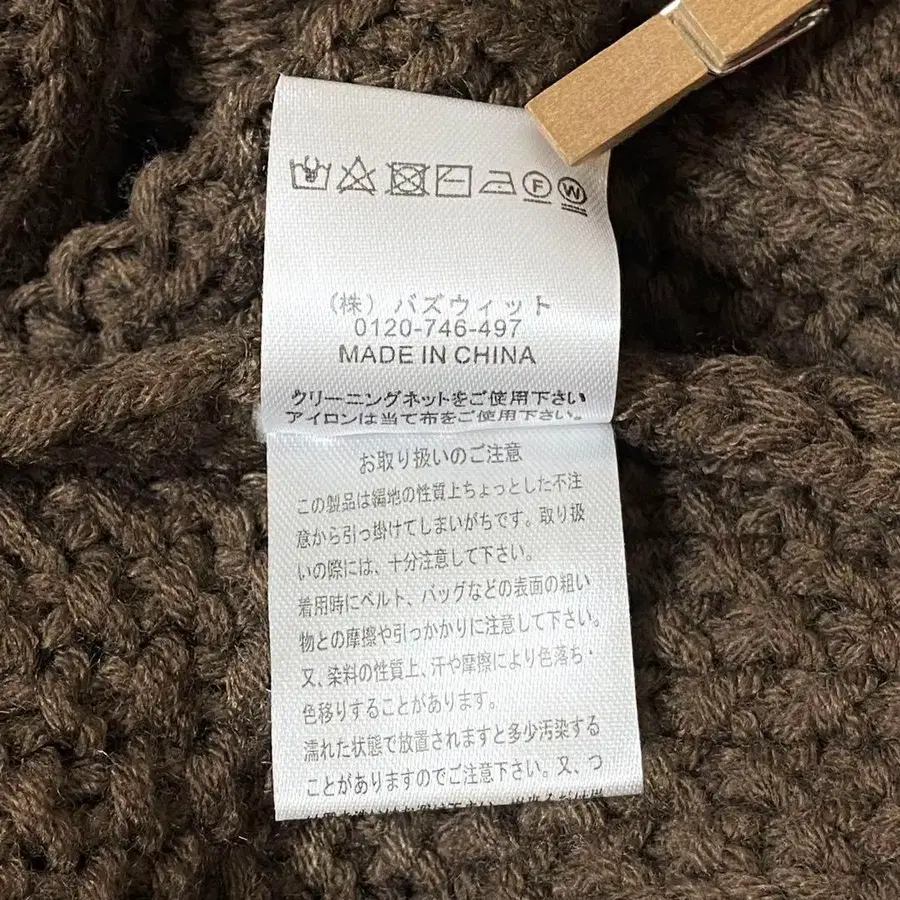 F W
（株）バズウィット
0120-746-497
MADE IN CHINA
クリーニングネットをご使用下さい
アイロンは当て布をご使用下さい。
お取り扱いのご注意
この製品は編地の性質上ちょっとした不注
意から引っ掛けてしまいがちです。取り扱
いの際には、十分注意して下さい。
着用時にベルト、バッグなどの表面の粗い
物との摩擦や引っかかりに注意して下さい。
又、染料の性質上、汗や摩擦により色落ち・
色移りすることがあります。
濡れた状態で放置されますと多少汚染する
ことがありますのでご注意下さい。又、つ